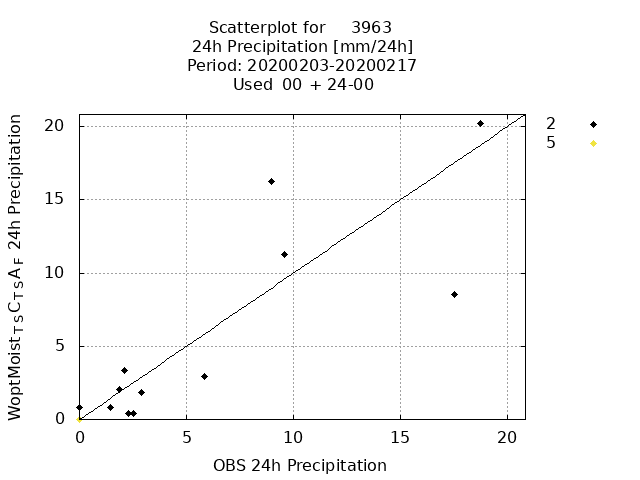 Scatterplot for 3963
24h Precipitation [mm/24h]
Period: 20200203-20200217
Used 00 + 24-00
WoptMoist_TSC_TSA_F 24h Precipitation
20
15
10
5
0
0 5 10 15 20
OBS 24h Precipitation
2
5